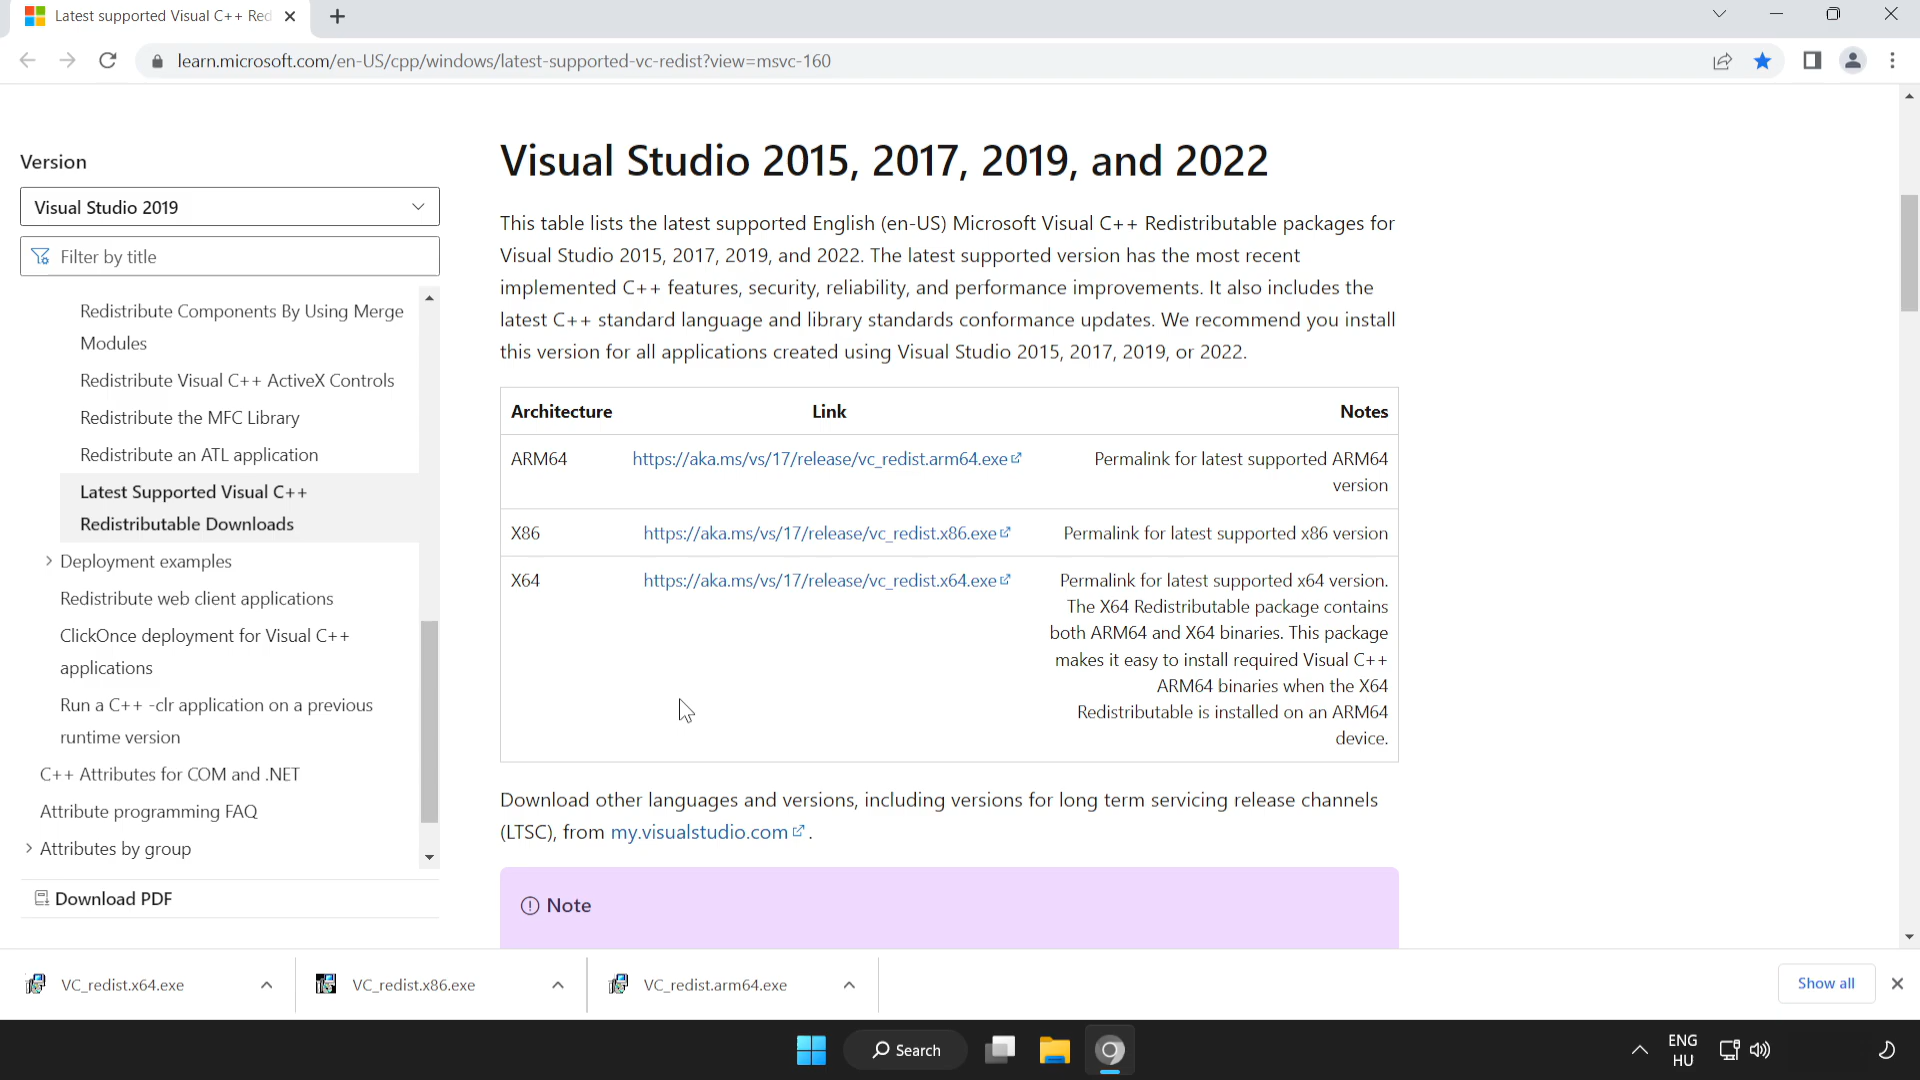 Latest supported Visual C++ Red
learn.microsoft.com/en-US/cpp/windows/latest-supported-vc-redist?view=msvc-160
Version
Visual Studio 2019
Filter by title
Redistribute Components By Using Merge
Modules
Redistribute Visual C++ ActiveX Controls
Redistribute the MFC Library
Redistribute an ATL application
Latest Supported Visual C++
Redistributable Downloads
Deployment examples
Redistribute web client applications
ClickOnce deployment for Visual C++
applications
Run a C++ -clr application on a previous
runtime version
C++ Attributes for COM and .NET
Attribute programming FAQ
Attributes by group
Download PDF
Visual Studio 2015, 2017, 2019, and 2022
This table lists the latest supported English (en-US) Microsoft Visual C++ Redistributable packages for
Visual Studio 2015, 2017, 2019, and 2022. The latest supported version has the most recent
implemented C++ features, security, reliability, and performance improvements. It also includes the
latest C++ standard language and library standards conformance updates. We recommend you install
this version for all applications created using Visual Studio 2015, 2017, 2019, or 2022.
Architecture Link Notes
ARM64 https://aka.ms/vs/17/release/vc_redist.arm64.exe Permalink for latest supported ARM64
version
X86 https://aka.ms/vs/17/release/vc_redist.x86.exe Permalink for latest supported x86 version
X64 https://aka.ms/vs/17/release/vc_redist.x64.exe Permalink for latest supported x64 version.
The X64 Redistributable package contains
both ARM64 and X64 binaries. This package
makes it easy to install required Visual C++
ARM64 binaries when the X64
Redistributable is installed on an ARM64
device.
Download other languages and versions, including versions for long term servicing release channels
(LTSC), from my.visualstudio.com .
Note
VC_redist.x64.exe VC_redist.x86.exe VC_redist.arm64.exe Show all
Search
ENG
HU